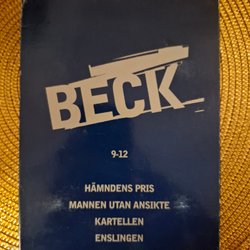 BECK
9-12
HÄMNDENS PRIS
MANNEN UTAN ANSIKTE
KARTELLEN
ENSLINGEN